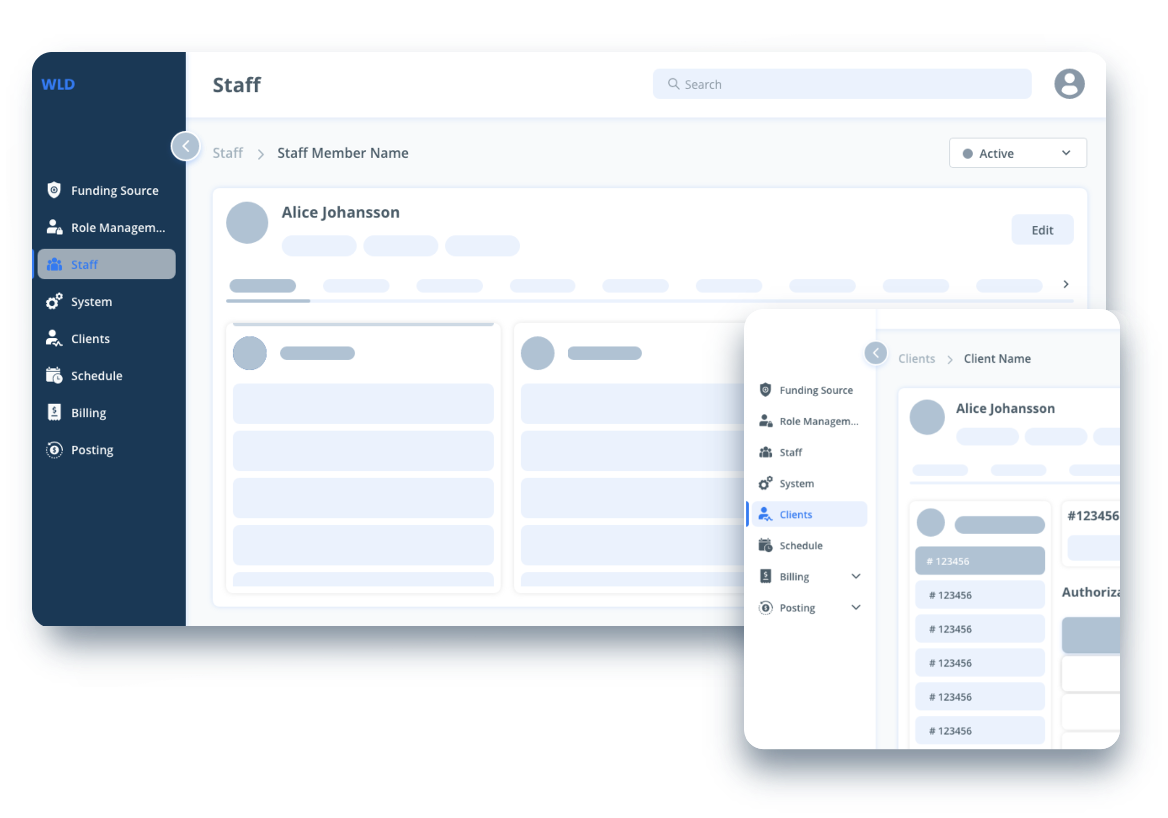 WLD
Staff
Search
Staff > Staff Member Name
Active
Funding Source
Role Managem...
Staff
System
Clients
Schedule
Billing
Posting
Alice Johansson
Edit
Clients > Client Name
Funding Source
Role Managem...
Staff
System
Clients
Schedule
Billing
Posting
Alice Johansson
#123456
# 123456
# 123456
# 123456
# 123456
# 123456
# 123456
Authoriza